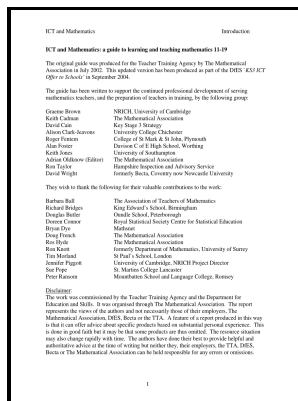 ICT and Mathematics Introduction
ICT and Mathematics: a guide to learning and teaching mathematics 11-19
The original guide was produced for the Teacher Training Agency by The Mathematical
Association in July 2002. This updated version has been produced as part of the DfES ‘KS3 ICT
Offer to Schools’ in September 2004.
The guide has been written to support the continued professional development of serving
mathematics teachers, and the preparation of teachers in training, by the following group:
Graeme Brown NRICH, University of Cambridge
Keith Cadman The Mathematical Association
David Cain Key Stage 3 Strategy
Alison Clark-Jeavons University College Chichester
Roger Fentem College of St Mark & St John, Plymouth
Alan Foster Davison C of E High School, Worthing
Keith Jones University of Southampton
Adrian Oldknow (Editor) The Mathematical Association
Ron Taylor Hampshire Inspection and Advisory Service
David Wright formerly Becta, Coventry now Newcastle University
They wish to thank the following for their valuable contributions to the work:
Barbara Ball The Association of Teachers of Mathematics
Richard Bridges King Edward's School, Birmingham
Douglas Butler Oundle School, Peterborough
Doreen Connor Royal Statistical Society Centre for Statistical Education
Bryan Dye Mathsnet
Doug French The Mathematical Association
Ros Hyde The Mathematical Association
Ron Knott formerly Department of Mathematics, University of Surrey
Tim Morland St Paul's School, London
Jennifer Piggott University of Cambridge, NRICH Project Director
Sue Pope St. Martins College Lancaster
Peter Ransom Mountbatten School and Language College, Romsey
Disclaimer:
The work was commissioned by the Teacher Training Agency and the Department for
Education and Skills. It was organised through The Mathematical Association. The report
represents the views of the authors and not necessarily those of their employers, The
Mathematical Association, DfES, Becta or the TTA. A feature of a report produced in this way
is that it can offer advice about specific products based on substantial personal experience. This
is done in good faith but it may be that some products are thus omitted. The resource situation
may also change rapidly with time. The authors have done their best to provide helpful and
authoritative advice at the time of writing but neither they, their employers, the TTA, DfES,
Becta or The Mathematical Association can be held responsible for any errors or omissions.
1